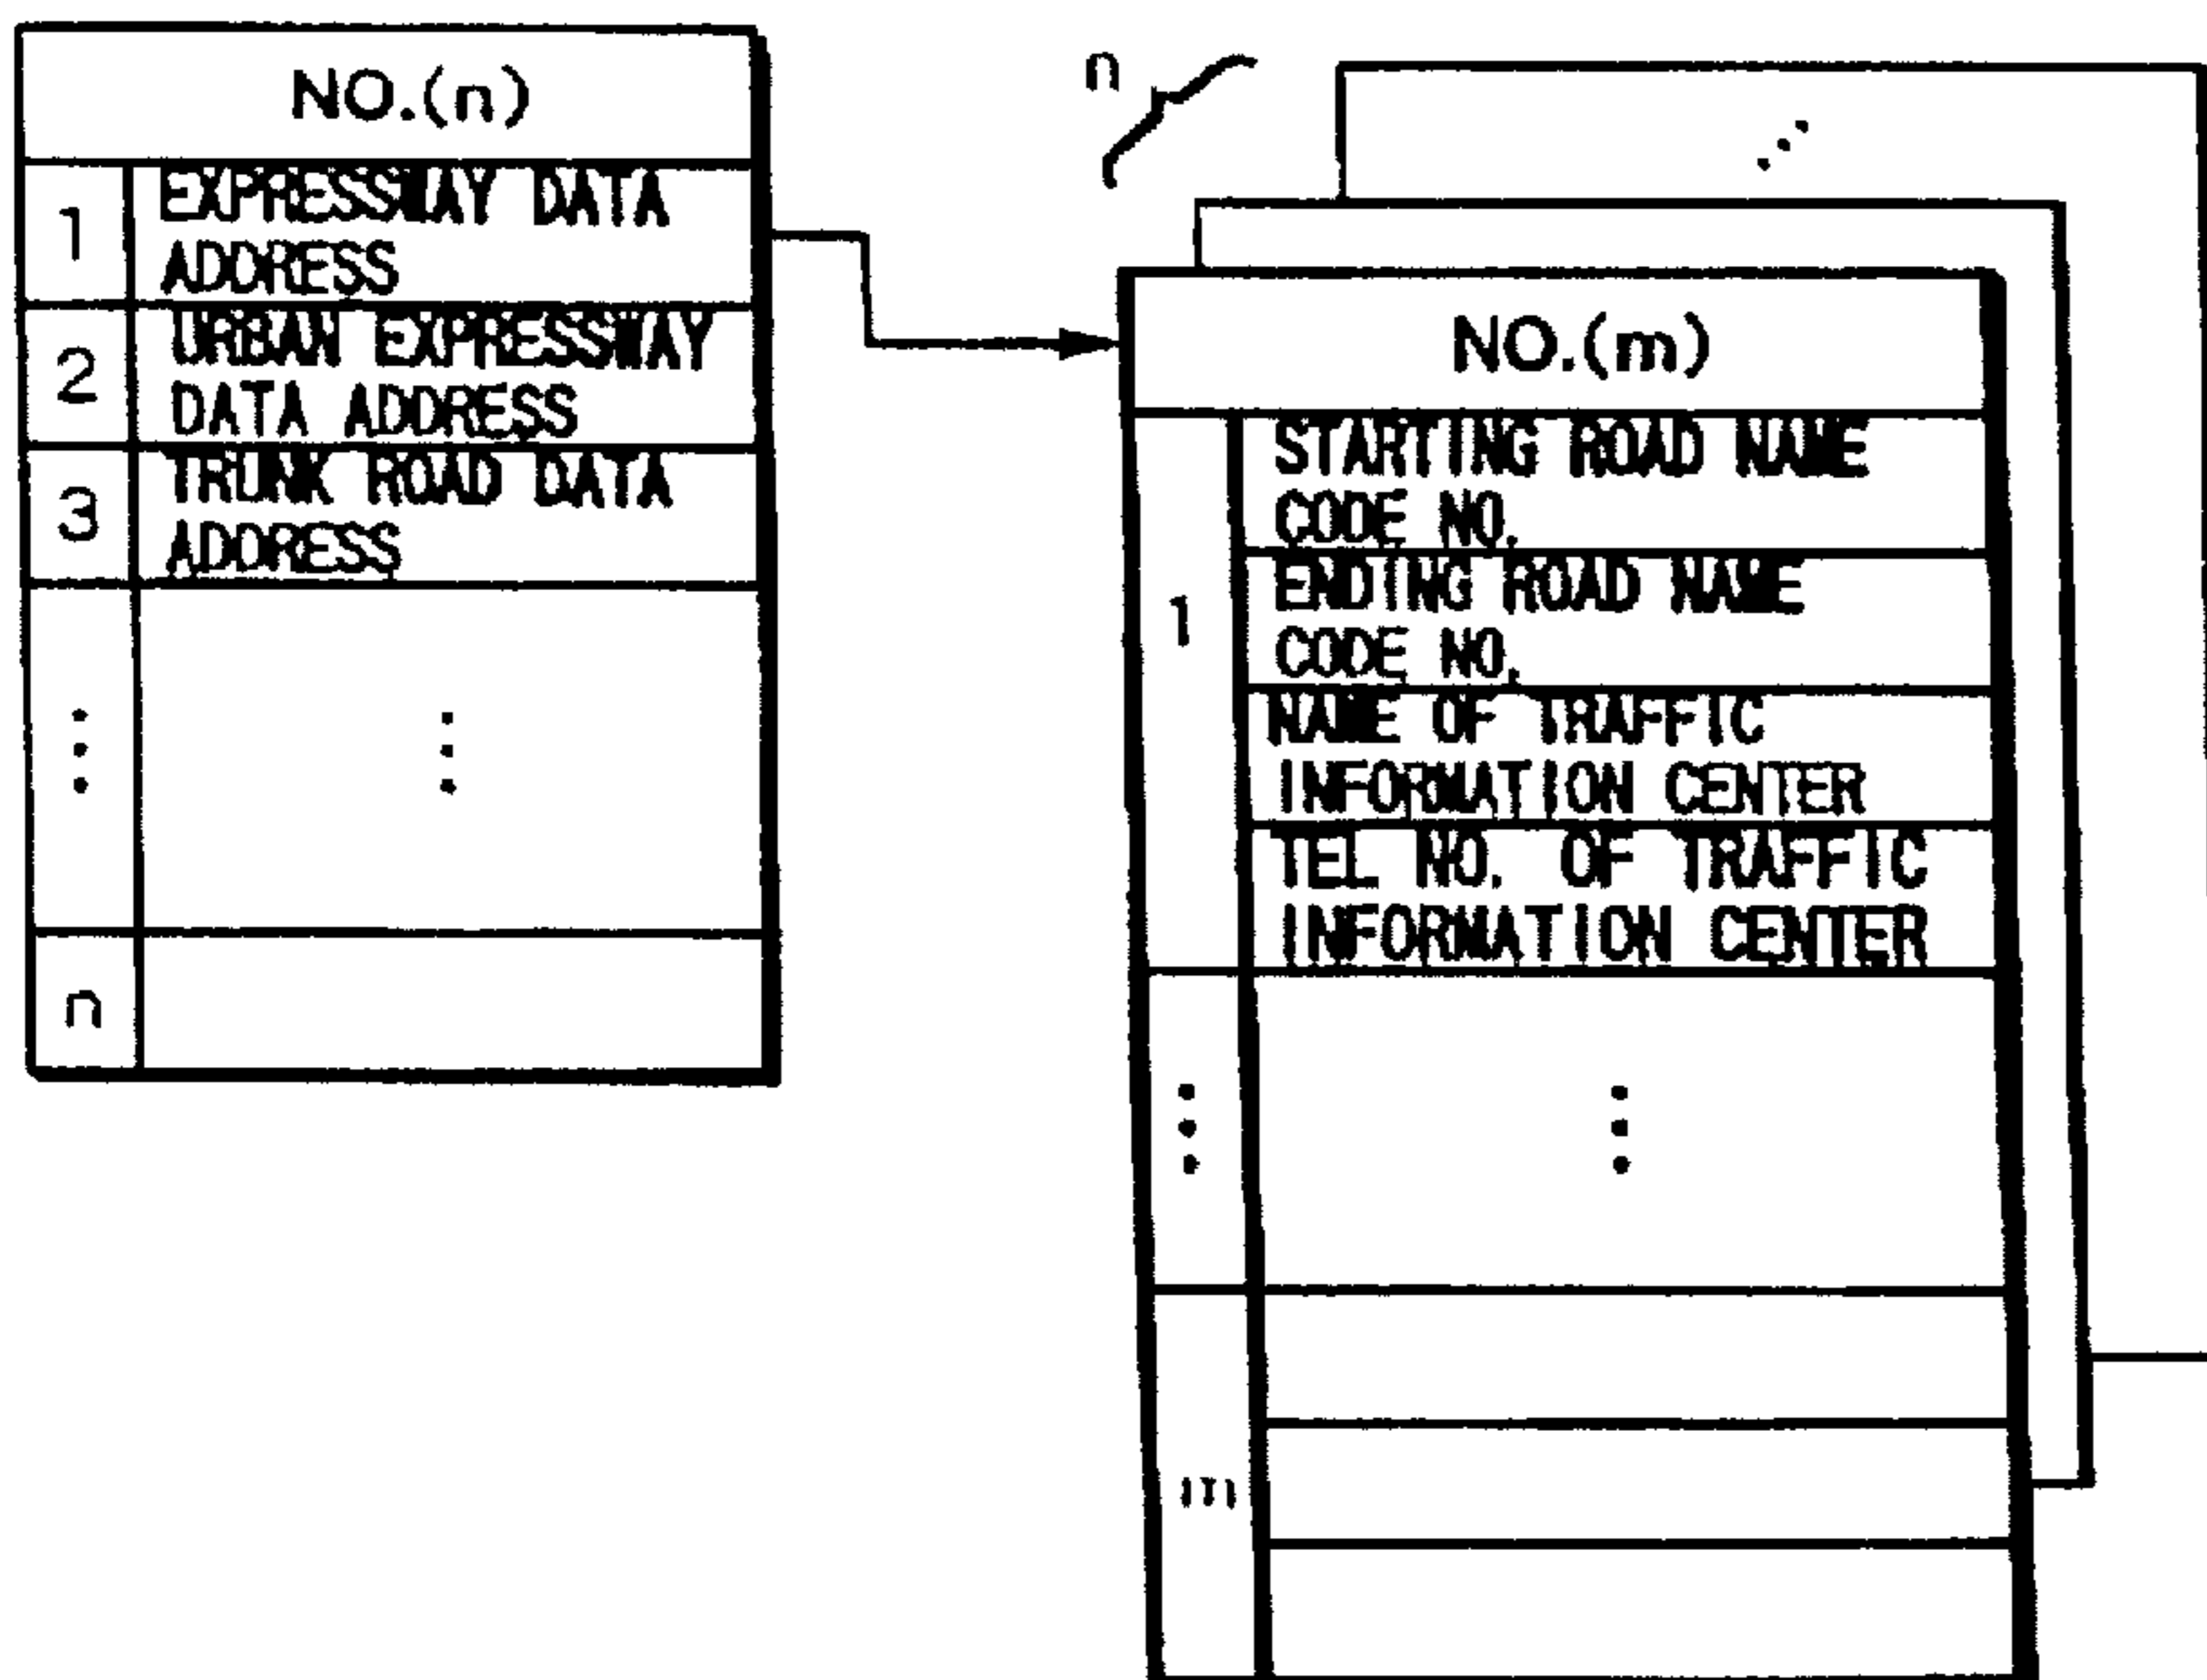 NO.(n)
1
EXPRESSWAY DATA
ADDRESS
2
URBAN EXPRESSWAY
DATA ADDRESS
3
TRUNK ROAD DATA
ADDRESS
n
n
NO.(m)
1
STARTING ROAD NAME
CODE NO.
ENDING ROAD NAME
CODE NO.
NAME OF TRAFFIC
INFORMATION CENTER
TEL NO. OF TRAFFIC
INFORMATION CENTER
m